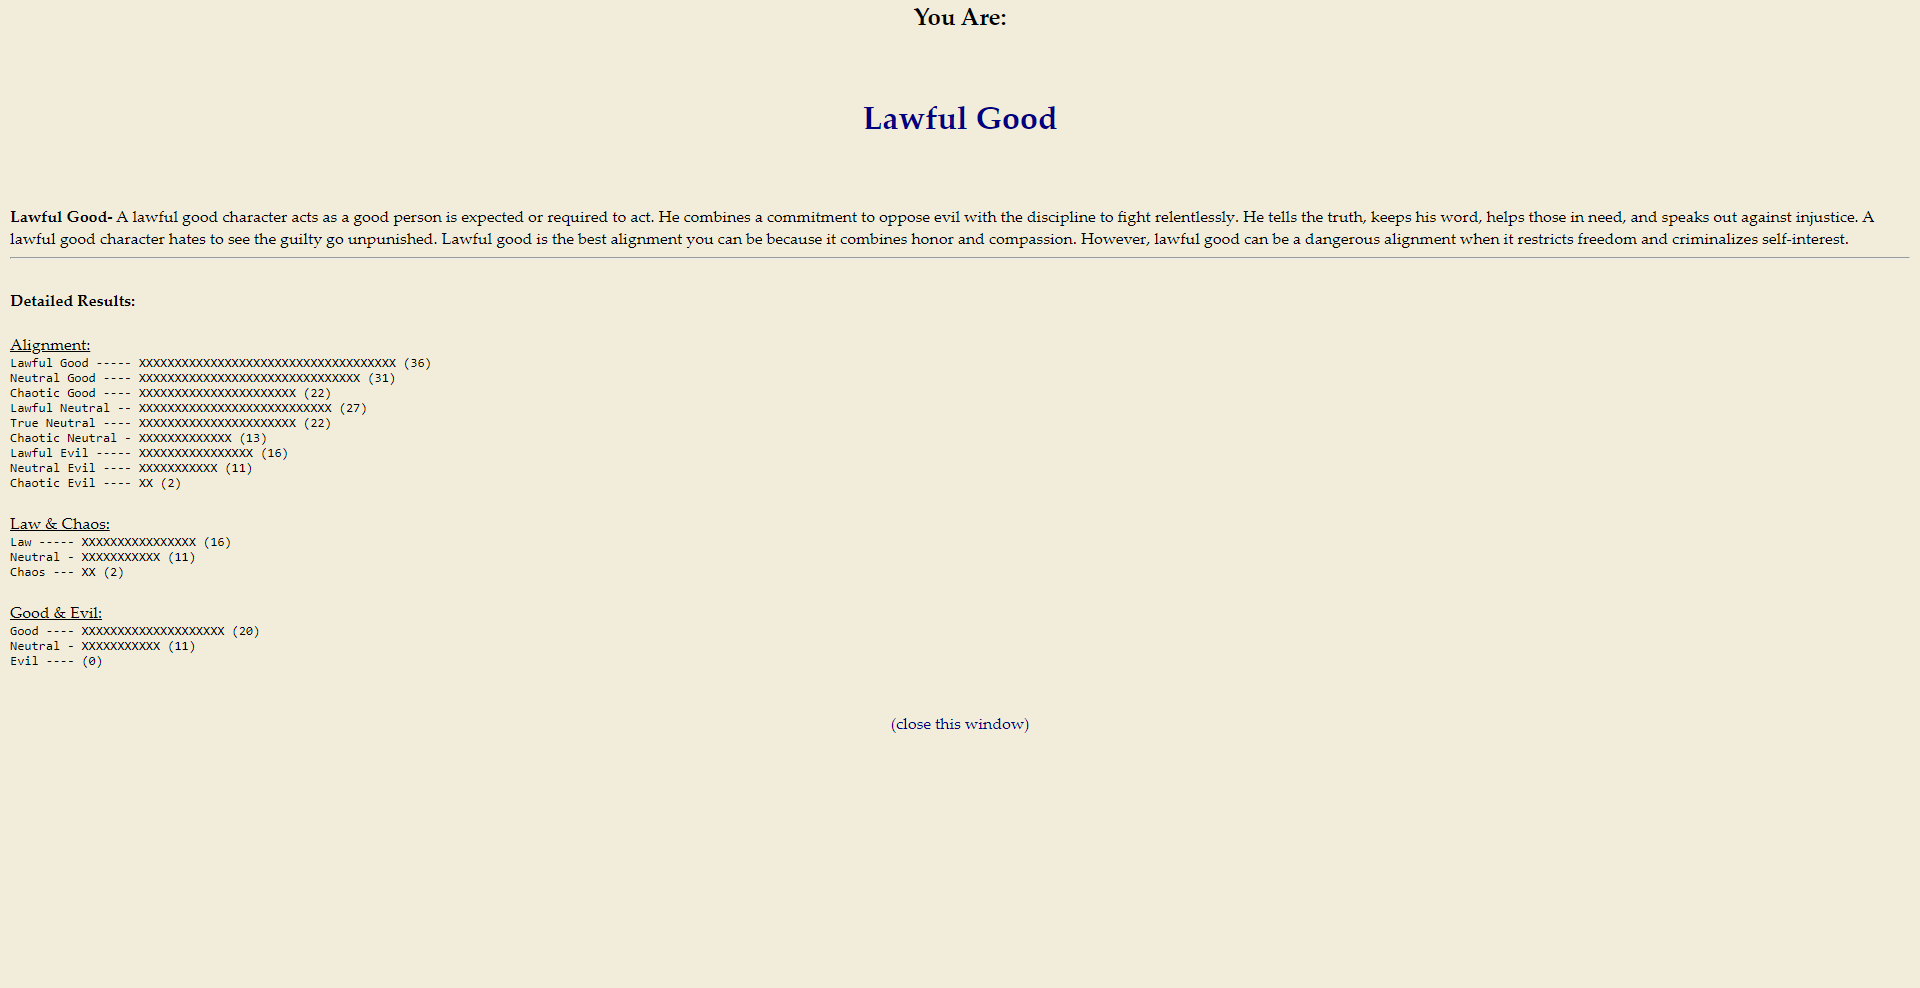 You Are:
Lawful Good
Lawful Good- A lawful good character acts as a good person is expected or required to act. He combines a commitment to oppose evil with the discipline to fight relentlessly. He tells the truth, keeps his word, helps those in need, and speaks out against injustice. A
lawful good character hates to see the guilty go unpunished. Lawful good is the best alignment you can be because it combines honor and compassion. However, lawful good can be a dangerous alignment when it restricts freedom and criminalizes self-interest.
Detailed Results:
Alignment:
Lawful Good ----- XXXXXXXXXXXXXXXXXXXXXXXXXXXXXXXXXXXX (36)
Neutral Good ---- XXXXXXXXXXXXXXXXXXXXXXXXXXXXXXX (31)
Chaotic Good ---- XXXXXXXXXXXXXXXXXXXXXX (22)
Lawful Neutral -- XXXXXXXXXXXXXXXXXXXXXXXXXXX (27)
True Neutral ---- XXXXXXXXXXXXXXXXXXXXXX (22)
Chaotic Neutral - XXXXXXXXXXXXX (13)
Lawful Evil ----- XXXXXXXXXXXXXXXX (16)
Neutral Evil ---- XXXXXXXXXXX (11)
Chaotic Evil ---- XX (2)
Law & Chaos:
Law ----- XXXXXXXXXXXXXXXX (16)
Neutral - XXXXXXXXXXX (11)
Chaos --- XX (2)
Good & Evil:
Good ---- XXXXXXXXXXXXXXXXXXXX (20)
Neutral - XXXXXXXXXXX (11)
Evil ---- (0)
(close this window)